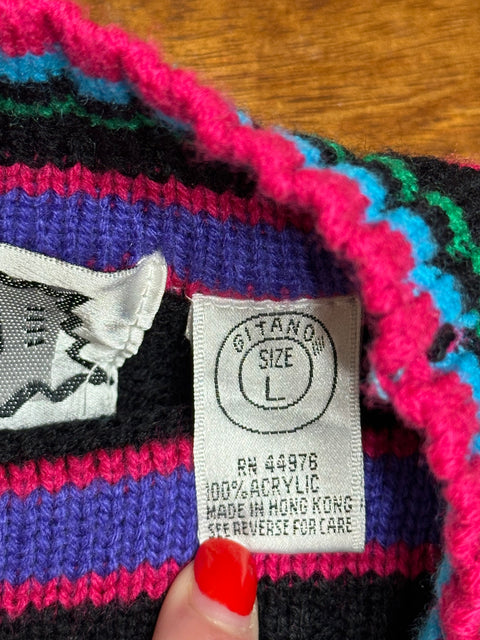 GITANO
SIZE
L
RN 44976
100% ACRYLIC
MADE IN HONG KONG
SEE REVERSE FOR CARE